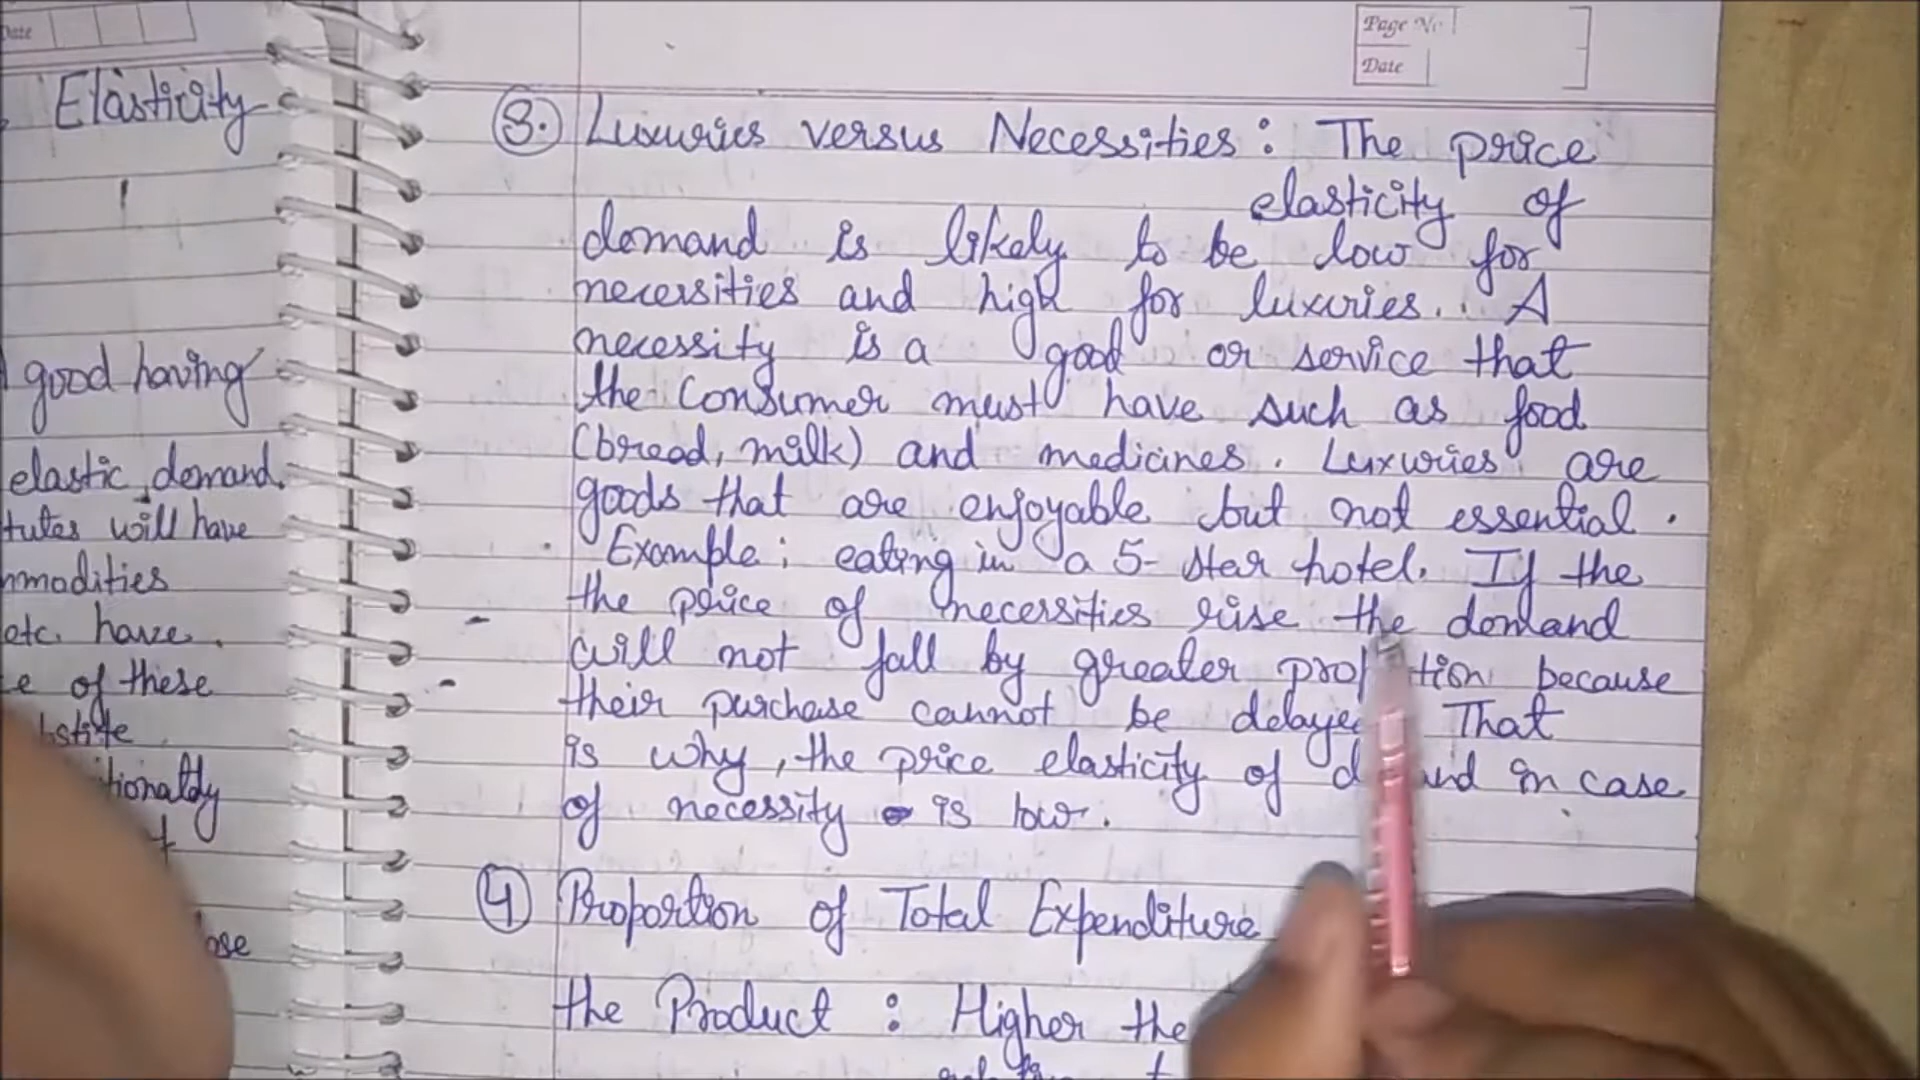 Date
Elasticity
good having
elastic demand.
tutes will have
mmodities
etc. have.
e of these
tionaldy
Page No
Date
3. Luxuries versus Necessities : The price
elasticity of
demand is likely to be low for
necessities and high for luxuries. A
necessity is a good or service that
the Consumer must have such as food
(bread, milk) and medicines. Luxuries are
goods that are enjoyable but not essential.
Example : eating in a 5-star hotel. If the
the price of necessities rise the demand
will not fall by greater because
their purchase cannot be That
is why, the price elasticity of in case
of necessity is low.
4 Proportion of Total Expenditure
the Product : Higher the